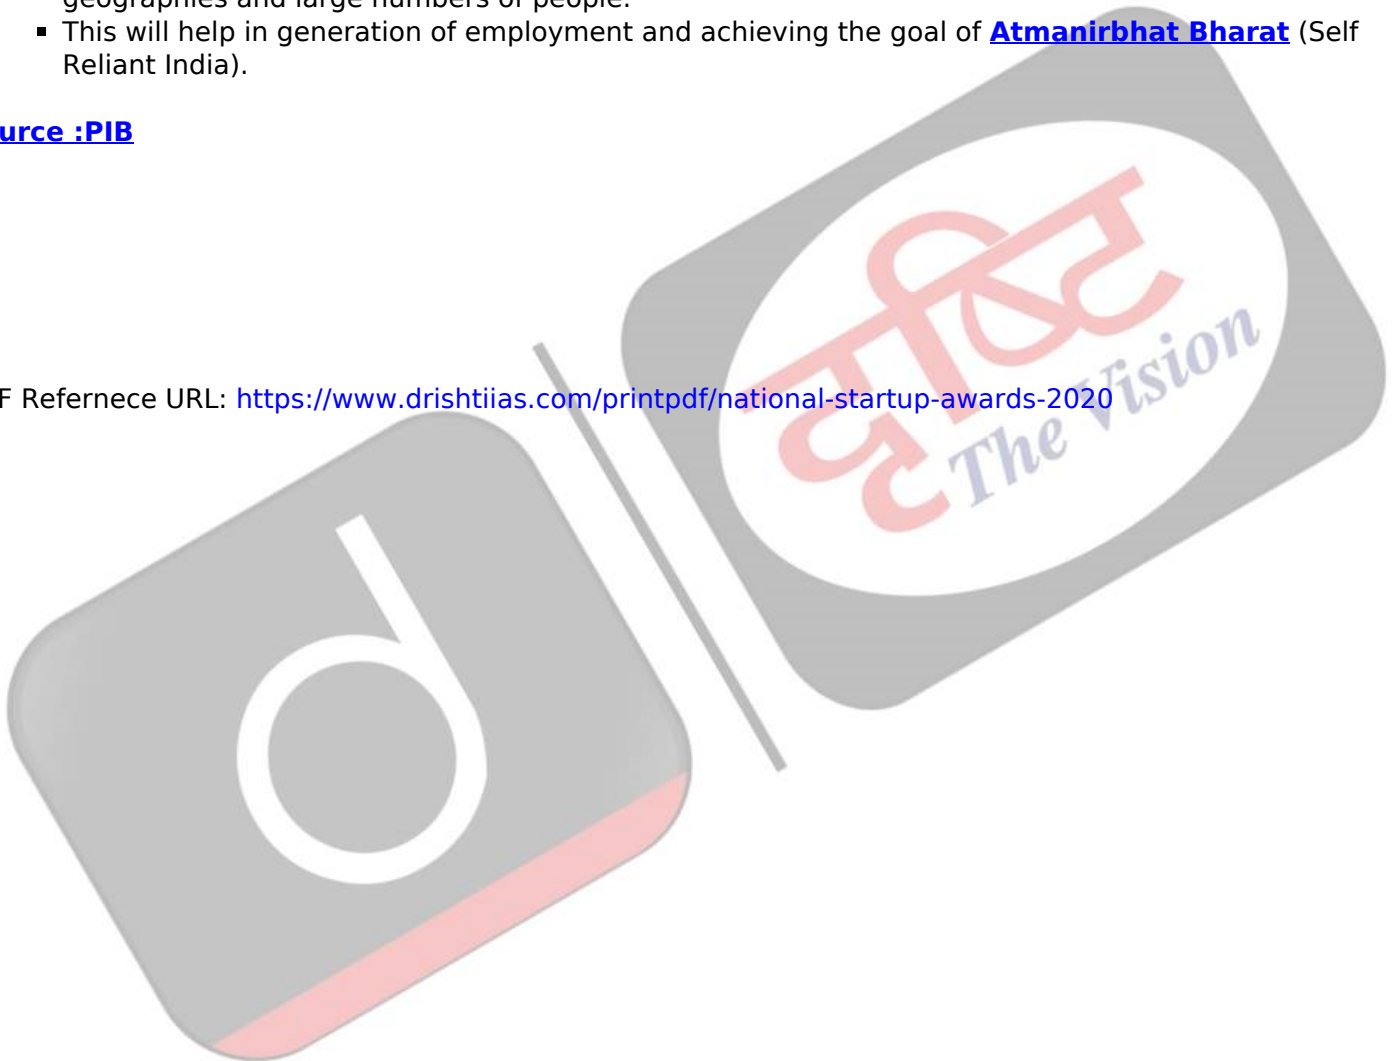 geographies and large numbers of people.
▪ This will help in generation of employment and achieving the goal of Atmanirbhat Bharat (Self
Reliant India).
urce :PIB
F Refernece URL: https://www.drishtiias.com/printpdf/national-startup-awards-2020
दृष्टि
The Vision
d